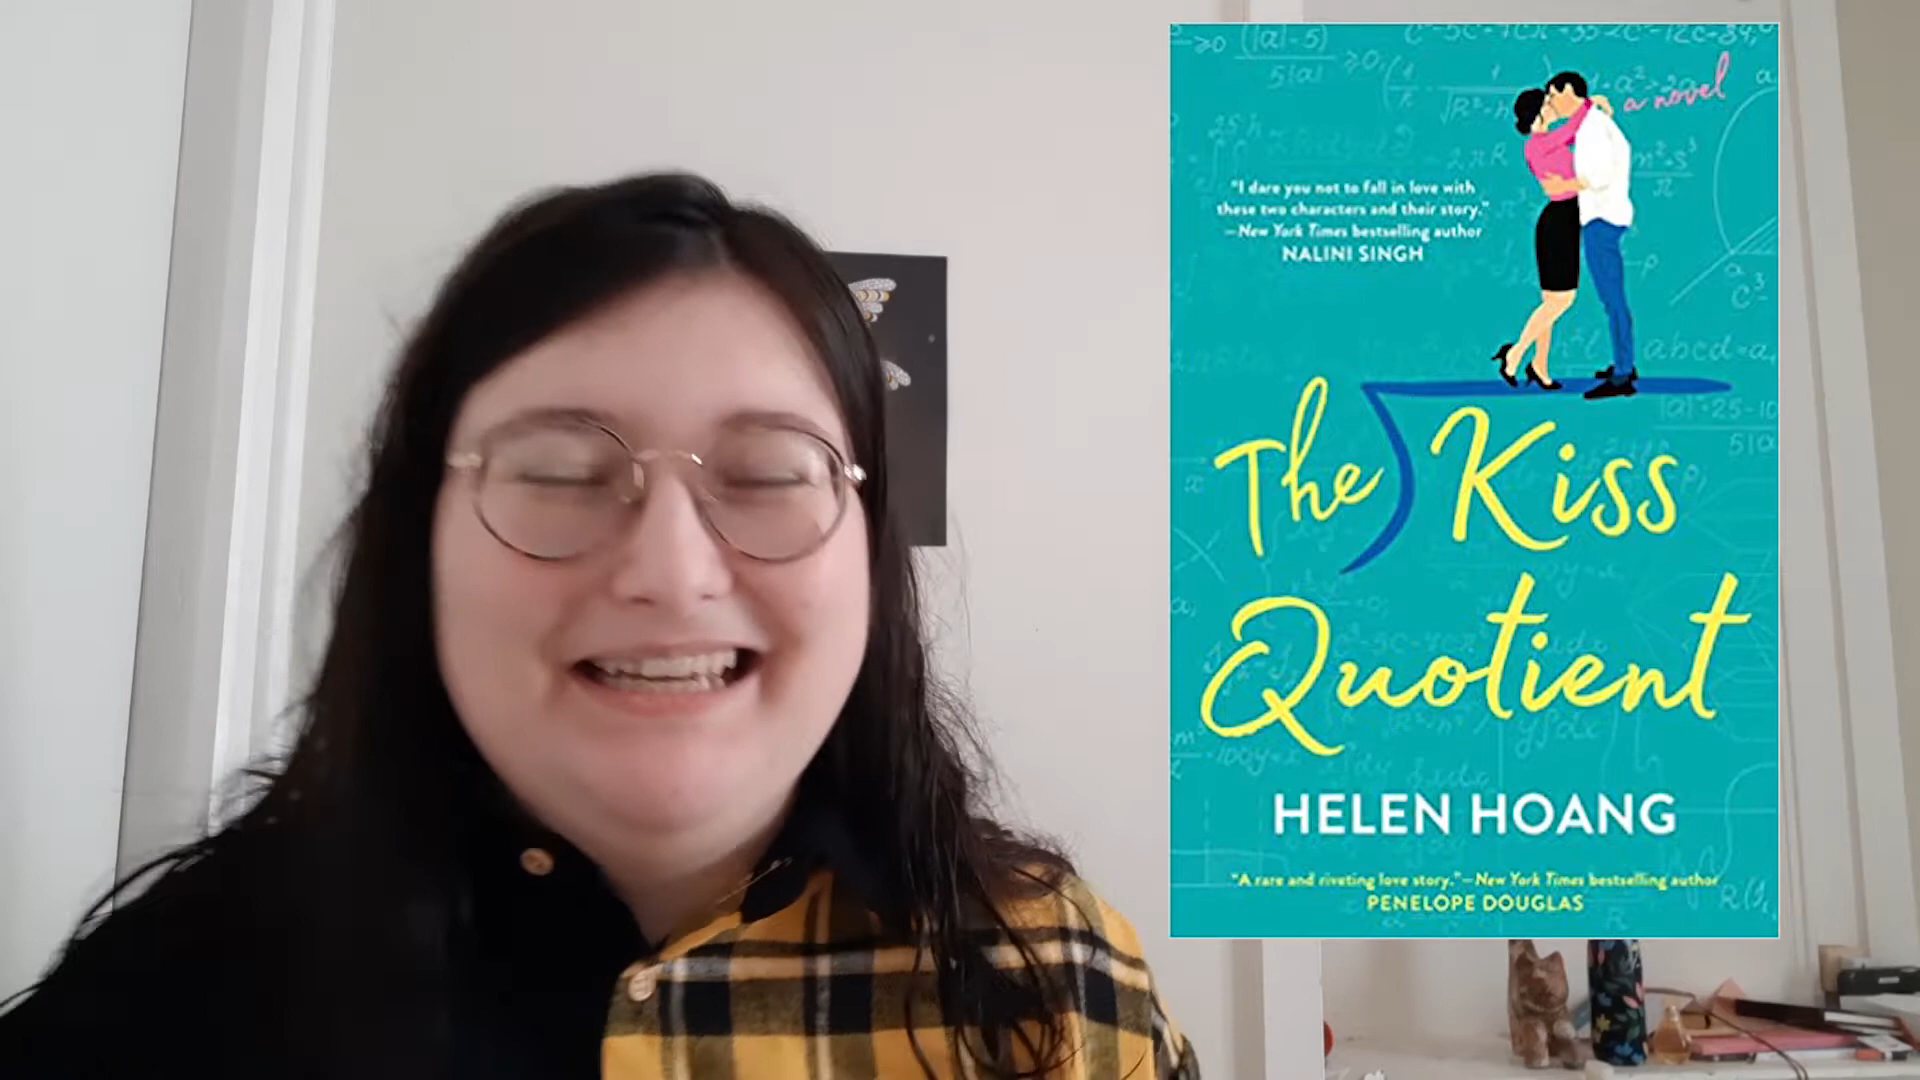 a novel
"I dare you not to fall in love with
these two characters and their story."
—New York Times bestselling author
NALINI SINGH
The Kiss
Quotient
HELEN HOANG
"A rare and riveting love story."—New York Times bestselling author
PENELOPE DOUGLAS